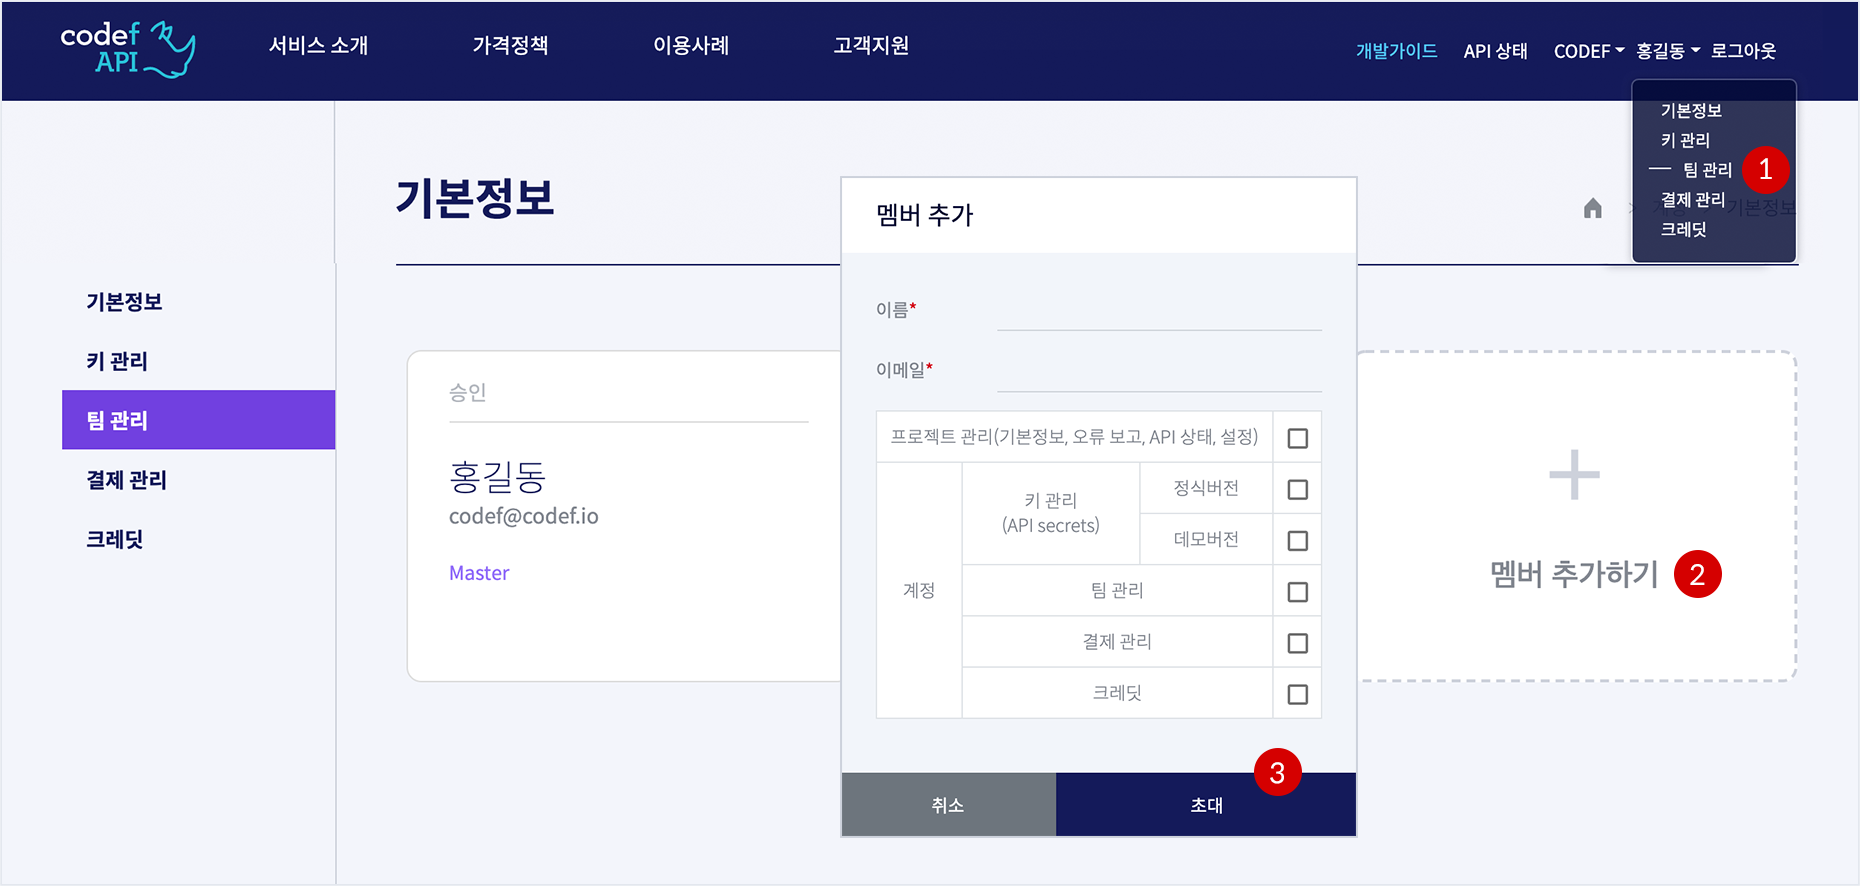 codef
API
서비스 소개
가격정책
이용사례
고객지원
개발가이드
API 상태
CODEF
홍길동
로그아웃
기본정보
키 관리
팀 관리
1
결제 관리
크레딧
기본정보
> 계정 > 기본정보
기본정보
키 관리
팀 관리
결제 관리
크레딧
승인
홍길동
codef@codef.io
Master
멤버 추가
이름*
이메일*
프로젝트 관리(기본정보, 오류 보고, API 상태, 설정)
계정
키 관리
(API secrets)
정식버전
데모버전
팀 관리
결제 관리
크레딧
취소
초대
3
+
멤버 추가하기
2